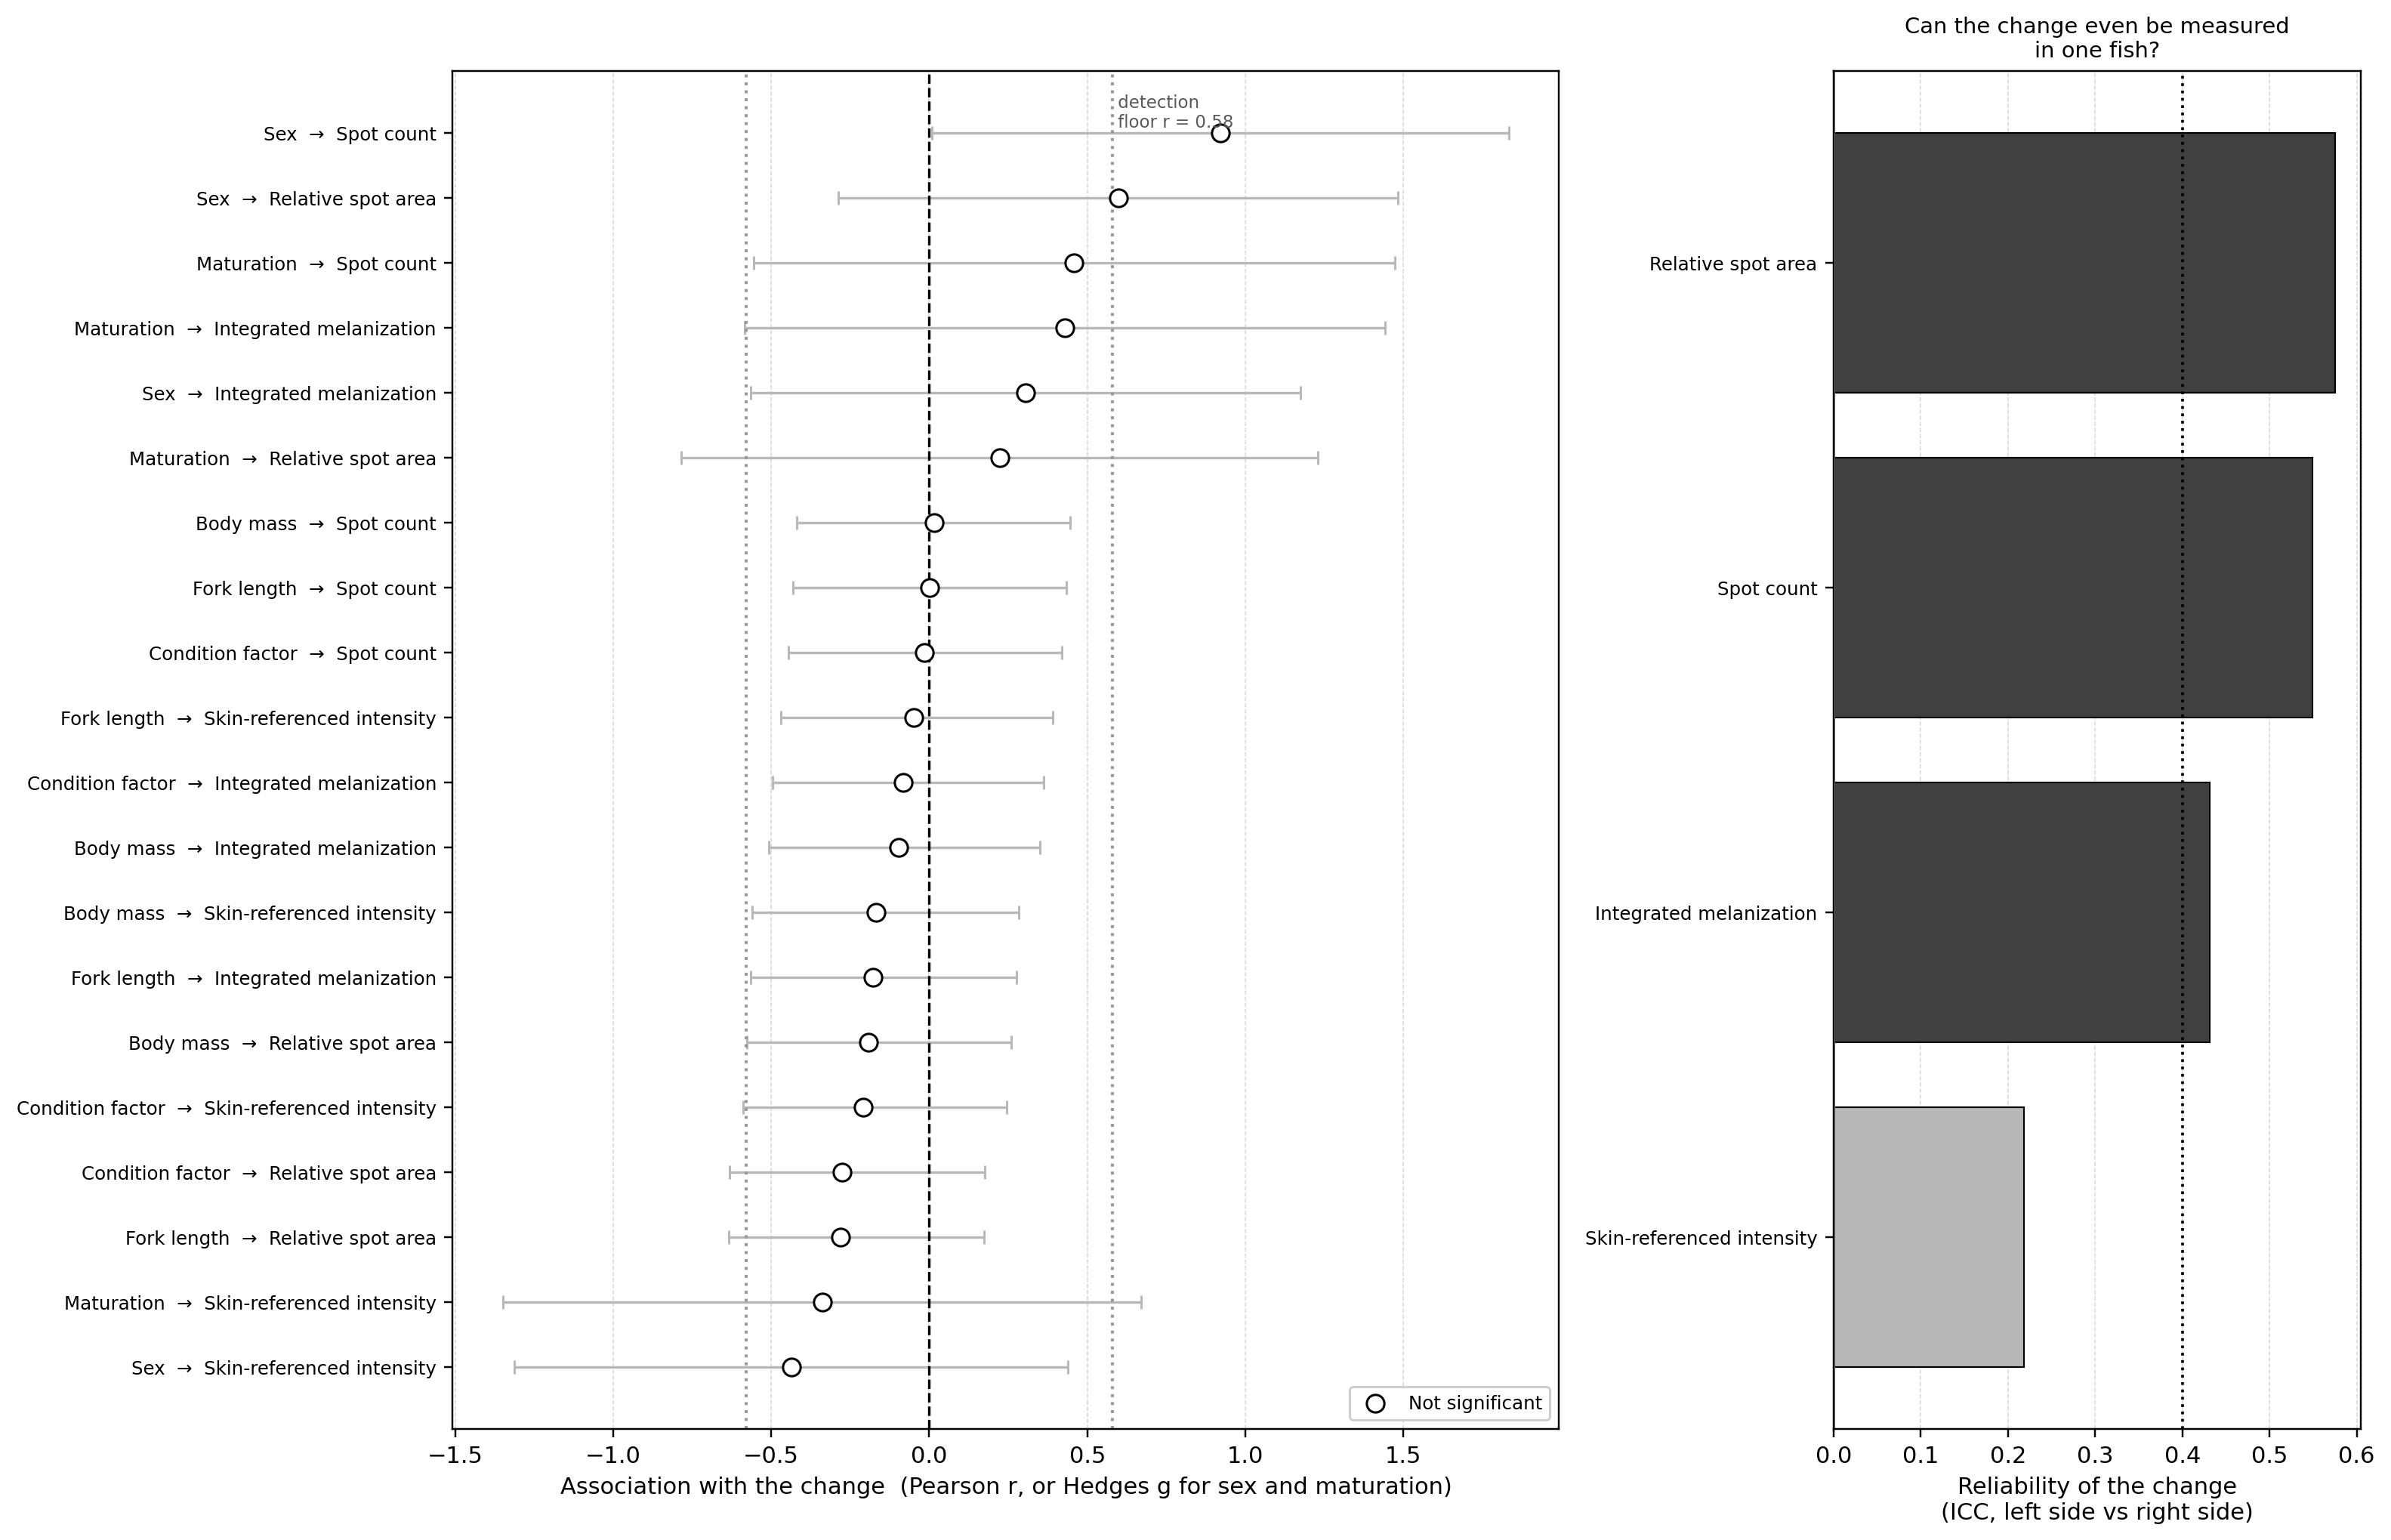 Can the change even be measured
in one fish?
detection
floor r = 0.58
Sex → Spot count
Sex → Relative spot area
Maturation → Spot count
Maturation → Integrated melanization
Sex → Integrated melanization
Maturation → Relative spot area
Body mass → Spot count
Fork length → Spot count
Condition factor → Spot count
Fork length → Skin-referenced intensity
Condition factor → Integrated melanization
Body mass → Integrated melanization
Body mass → Skin-referenced intensity
Fork length → Integrated melanization
Body mass → Relative spot area
Condition factor → Skin-referenced intensity
Condition factor → Relative spot area
Fork length → Relative spot area
Maturation → Skin-referenced intensity
Sex → Skin-referenced intensity
Not significant
−1.5 −1.0 −0.5 0.0 0.5 1.0 1.5
Association with the change (Pearson r, or Hedges g for sex and maturation)
Relative spot area
Spot count
Integrated melanization
Skin-referenced intensity
0.0 0.1 0.2 0.3 0.4 0.5 0.6
Reliability of the change
(ICC, left side vs right side)